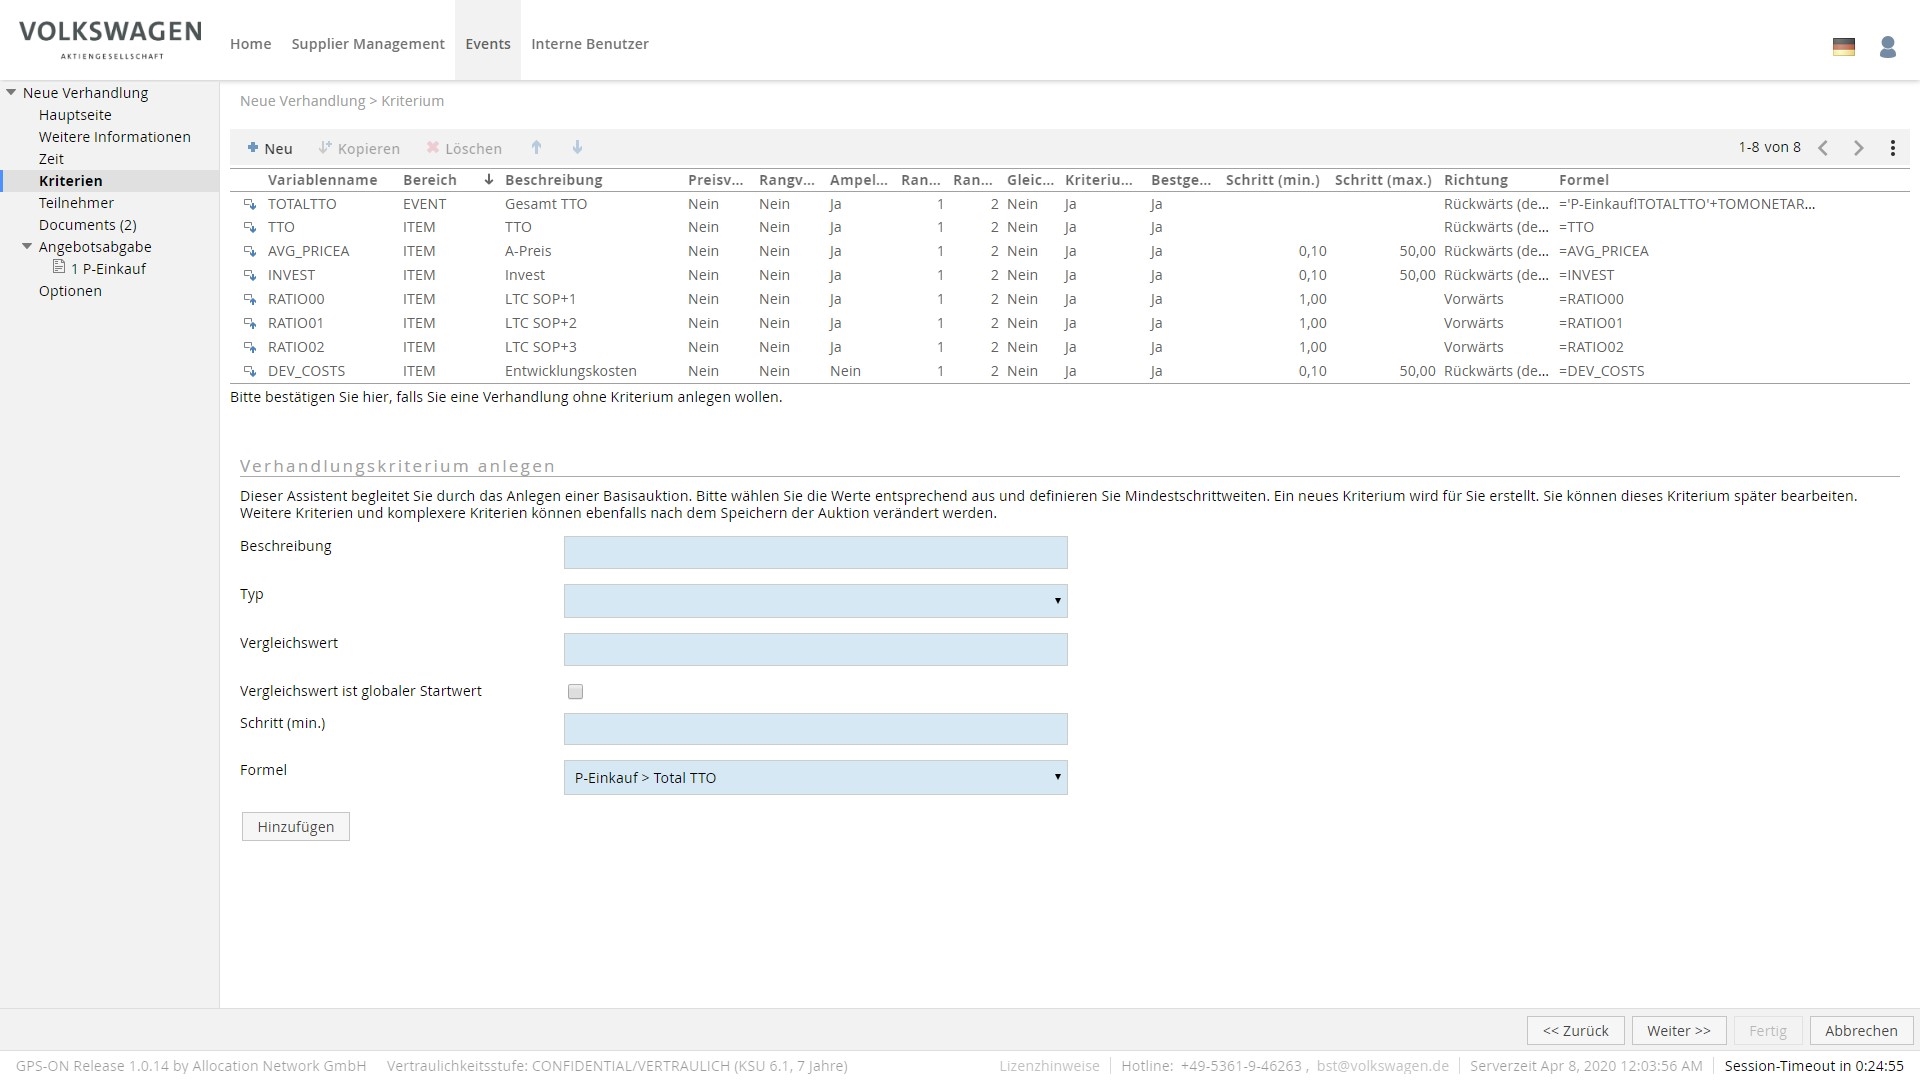 VOLKSWAGEN
AKTIENGESELLSCHAFT
Home Supplier Management Events Interne Benutzer
Neue Verhandlung
Hauptseite
Weitere Informationen
Zeit
Kriterien
Teilnehmer
Documents (2)
Angebotsabgabe
1 P-Einkauf
Optionen
Neue Verhandlung > Kriterium
Neu Kopieren Löschen 1-8 von 8
Variablenname Bereich Beschreibung Preisv... Rangv... Ampel... Ran... Ran... Gleic... Kriteriu... Bestge... Schritt (min.) Schritt (max.) Richtung Formel
TOTALTTO EVENT Gesamt TTO Nein Nein Ja 1 2 Nein Ja Ja Rückwärts (de... ='P-Einkauf!TOTALTTO'+TOMONETAR...
TTO ITEM TTO Nein Nein Ja 1 2 Nein Ja Ja Rückwärts (de... =TTO
AVG_PRICEA ITEM A-Preis Nein Nein Ja 1 2 Nein Ja Ja 0,10 50,00 Rückwärts (de... =AVG_PRICEA
INVEST ITEM Invest Nein Nein Ja 1 2 Nein Ja Ja 0,10 50,00 Rückwärts (de... =INVEST
RATIO00 ITEM LTC SOP+1 Nein Nein Ja 1 2 Nein Ja Ja 1,00 Vorwärts =RATIO00
RATIO01 ITEM LTC SOP+2 Nein Nein Ja 1 2 Nein Ja Ja 1,00 Vorwärts =RATIO01
RATIO02 ITEM LTC SOP+3 Nein Nein Ja 1 2 Nein Ja Ja 1,00 Vorwärts =RATIO02
DEV_COSTS ITEM Entwicklungskosten Nein Nein Nein 1 2 Nein Ja Ja 0,10 50,00 Rückwärts (de... =DEV_COSTS
Bitte bestätigen Sie hier, falls Sie eine Verhandlung ohne Kriterium anlegen wollen.
Verhandlungskriterium anlegen
Dieser Assistent begleitet Sie durch das Anlegen einer Basisauktion. Bitte wählen Sie die Werte entsprechend aus und definieren Sie Mindestschrittweiten. Ein neues Kriterium wird für Sie erstellt. Sie können dieses Kriterium später bearbeiten.
Weitere Kriterien und komplexere Kriterien können ebenfalls nach dem Speichern der Auktion verändert werden.
Beschreibung
Typ
Vergleichswert
Vergleichswert ist globaler Startwert
Schritt (min.)
Formel P-Einkauf > Total TTO
Hinzufügen
<< Zurück Weiter >> Fertig Abbrechen
GPS-ON Release 1.0.14 by Allocation Network GmbH Vertraulichkeitsstufe: CONFIDENTIAL/VERTRAULICH (KSU 6.1, 7 Jahre) Lizenzhinweise Hotline: +49-5361-9-46263 , bst@volkswagen.de Serverzeit Apr 8, 2020 12:03:56 AM Session-Timeout in 0:24:55